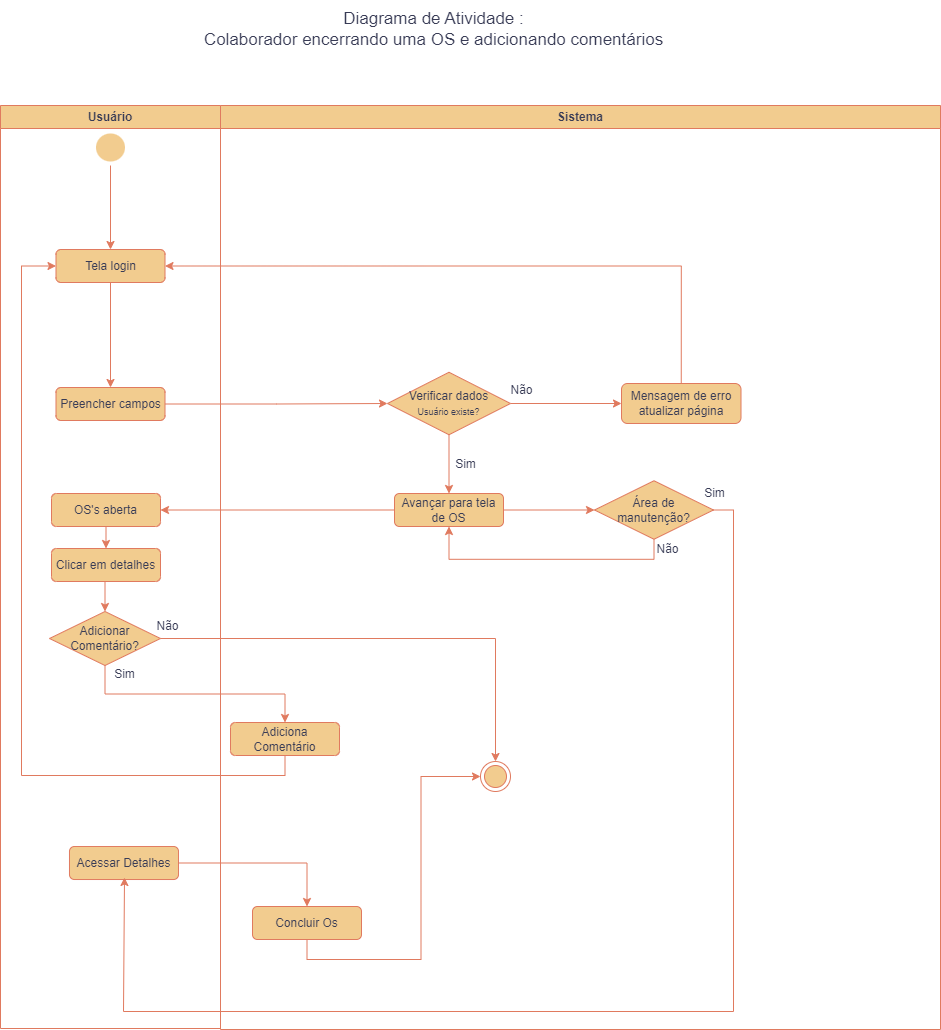 Diagrama de Atividade :
Colaborador encerrando uma OS e adicionando comentários
Usuário
Sistema
Tela login
Preencher campos
Verificar dados
Usuário existe?
Não
Mensagem de erro
atualizar página
Sim
OS's aberta
Avançar para tela
de OS
Área de
manutenção?
Sim
Não
Clicar em detalhes
Adicionar
Comentário?
Não
Sim
Adiciona
Comentário
Acessar Detalhes
Concluir Os